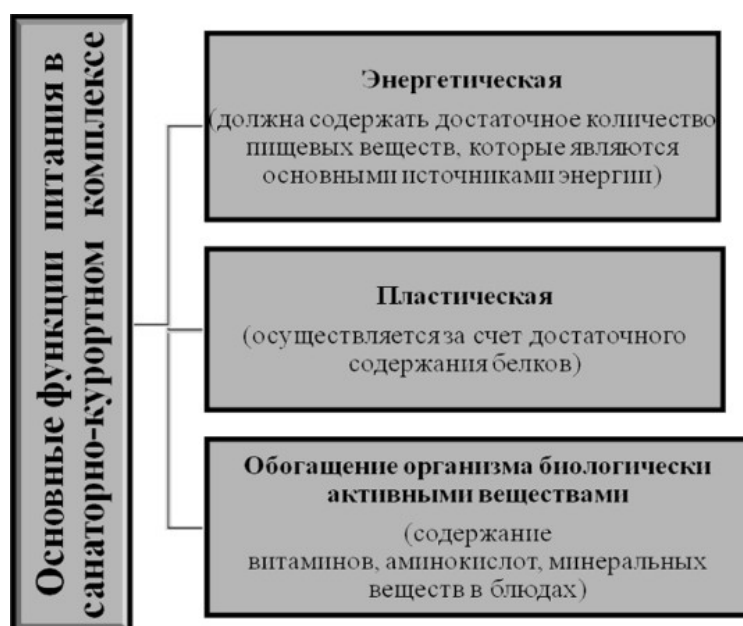 Основные функции питания в
санаторно-курортном комплексе
Энергетическая
(должна содержать достаточное количество
пищевых веществ, которые являются
основными источниками энергии)
Пластическая
(осуществляется за счет достаточного
содержания белков)
Обогащение организма биологически
активными веществами
(содержание
витаминов, аминокислот, минеральных
веществ в блюдах)